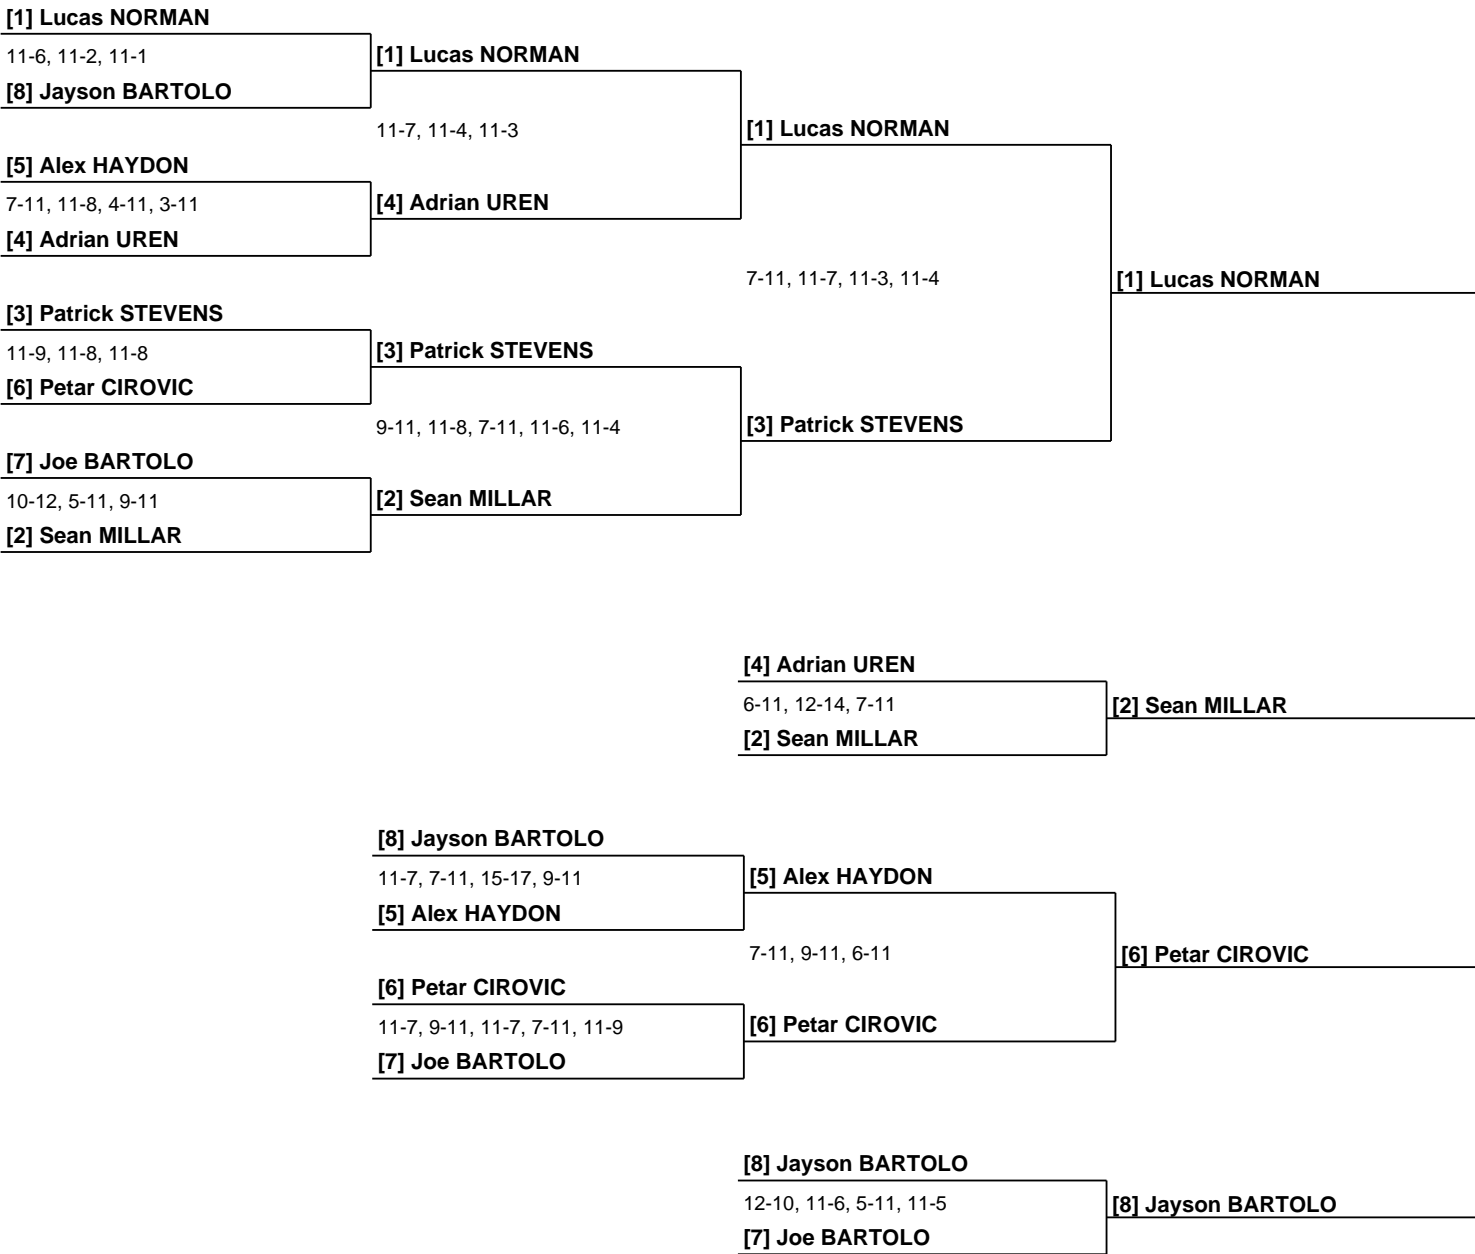 [1] Lucas NORMAN
11-6, 11-2, 11-1
[1] Lucas NORMAN
[8] Jayson BARTOLO
11-7, 11-4, 11-3
[1] Lucas NORMAN
[5] Alex HAYDON
7-11, 11-8, 4-11, 3-11
[4] Adrian UREN
[4] Adrian UREN
7-11, 11-7, 11-3, 11-4
[1] Lucas NORMAN
[3] Patrick STEVENS
11-9, 11-8, 11-8
[3] Patrick STEVENS
[6] Petar CIROVIC
9-11, 11-8, 7-11, 11-6, 11-4
[3] Patrick STEVENS
[7] Joe BARTOLO
10-12, 5-11, 9-11
[2] Sean MILLAR
[2] Sean MILLAR
[4] Adrian UREN
6-11, 12-14, 7-11
[2] Sean MILLAR
[2] Sean MILLAR
[8] Jayson BARTOLO
11-7, 7-11, 15-17, 9-11
[5] Alex HAYDON
[5] Alex HAYDON
7-11, 9-11, 6-11
[6] Petar CIROVIC
[6] Petar CIROVIC
11-7, 9-11, 11-7, 7-11, 11-9
[6] Petar CIROVIC
[7] Joe BARTOLO
[8] Jayson BARTOLO
12-10, 11-6, 5-11, 11-5
[8] Jayson BARTOLO
[7] Joe BARTOLO